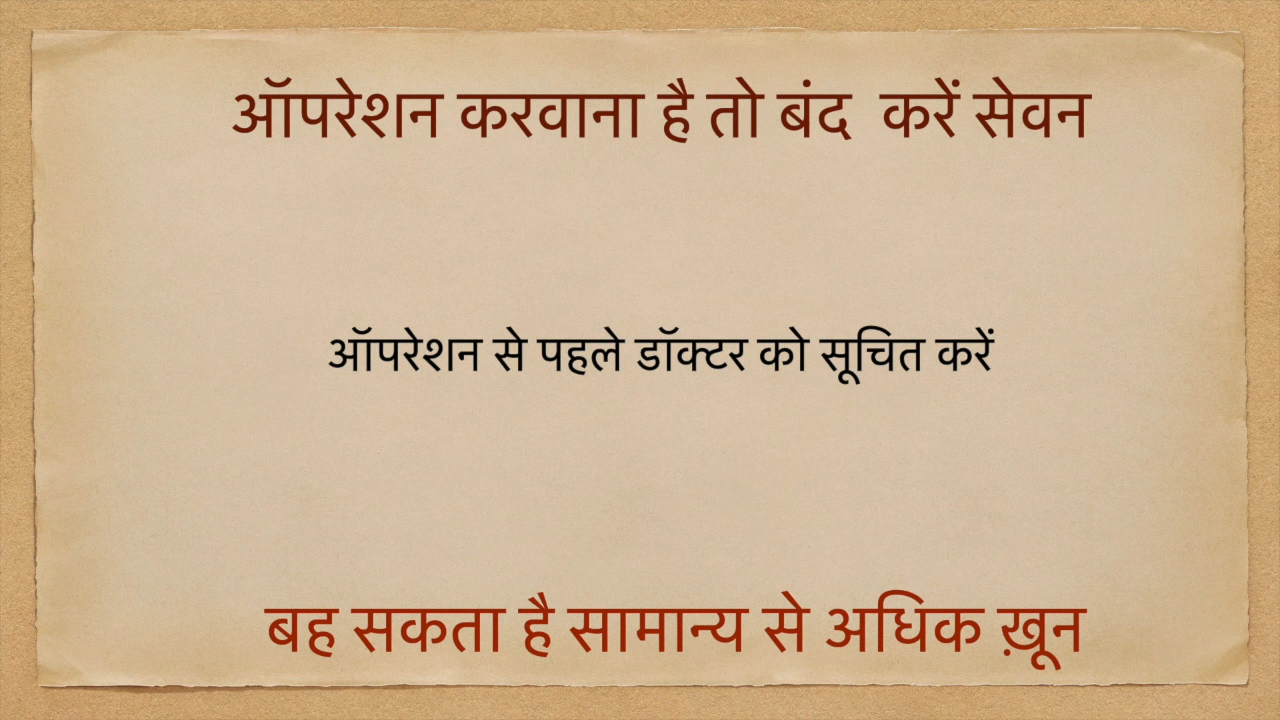 ऑपरेशन करवाना है तो बंद करें सेवन
ऑपरेशन से पहले डॉक्टर को सूचित करें
बह सकता है सामान्य से अधिक ख़ून